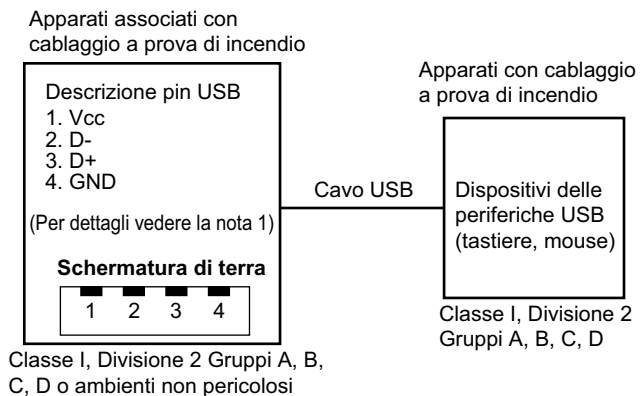 Apparati associati con
cablaggio a prova di incendio
Descrizione pin USB
1. Vcc
2. D-
3. D+
4. GND
(Per dettagli vedere la nota 1)
Schermatura di terra
1 2 3 4
Classe I, Divisione 2 Gruppi A, B,
C, D o ambienti non pericolosi
Cavo USB
Apparati con cablaggio
a prova di incendio
Dispositivi delle
periferiche USB
(tastiere, mouse)
Classe I, Divisione 2
Gruppi A, B, C, D